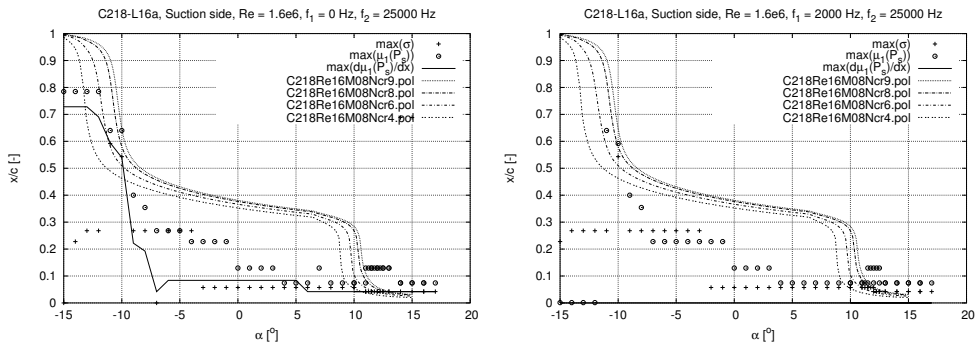 C218-L16a, Suction side, Re = 1.6e6, f1 = 0 Hz, f2 = 25000 Hz
x/c [-]
1
0.9
0.8
0.7
0.6
0.5
0.4
0.3
0.2
0.1
0
max(σ)
max(μ1(Ps))
max(dμ1(Ps)/dx)
C218Re16M08Ncr9.pol
C218Re16M08Ncr8.pol
C218Re16M08Ncr6.pol
C218Re16M08Ncr4.pol
-15 -10 -5 0 5 10 15 20
α [°]
C218-L16a, Suction side, Re = 1.6e6, f1 = 2000 Hz, f2 = 25000 Hz
x/c [-]
1
0.9
0.8
0.7
0.6
0.5
0.4
0.3
0.2
0.1
0
max(σ)
max(μ1(Ps))
max(dμ1(Ps)/dx)
C218Re16M08Ncr9.pol
C218Re16M08Ncr8.pol
C218Re16M08Ncr6.pol
C218Re16M08Ncr4.pol
-15 -10 -5 0 5 10 15 20
α [°]